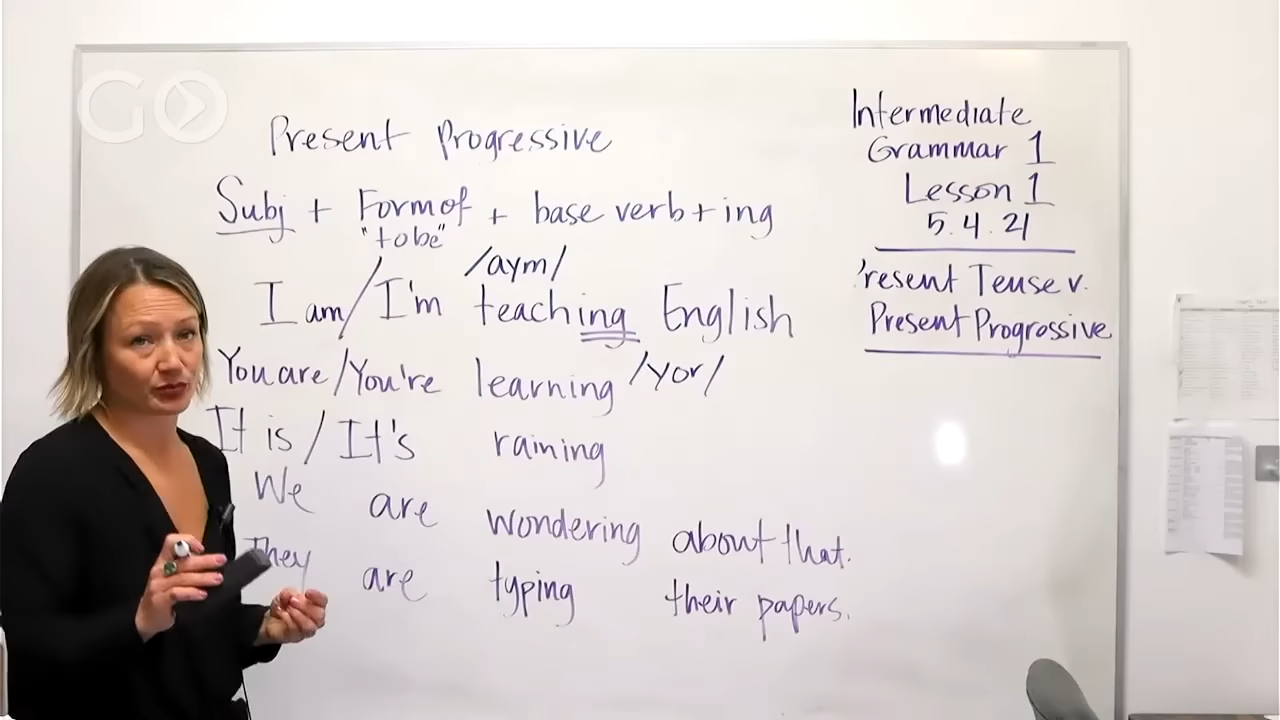 GO
Present Progressive
Subj + Form of + base verb + ing
"to be"
/aym/
I am/I'm teaching English
You are/You're learning /yor/
It is/It's raining
We are wondering about that.
They are typing their papers.
Intermediate
Grammar 1
Lesson 1
5.4.21
'resent Tense v.
Present Progressive